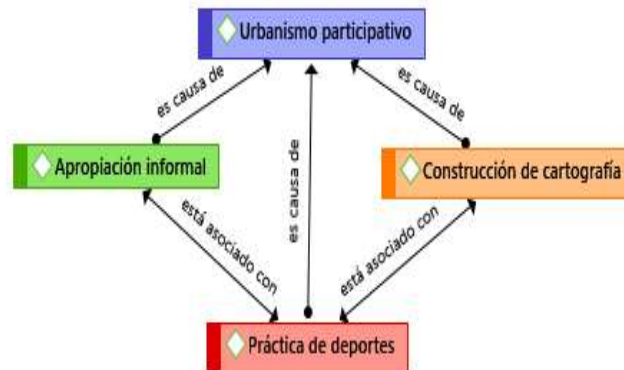 Urbanismo participativo
es causa de
es causa de
es causa de
Apropiación informal
Construcción de cartografía
está asociado con
está asociado con
Práctica de deportes